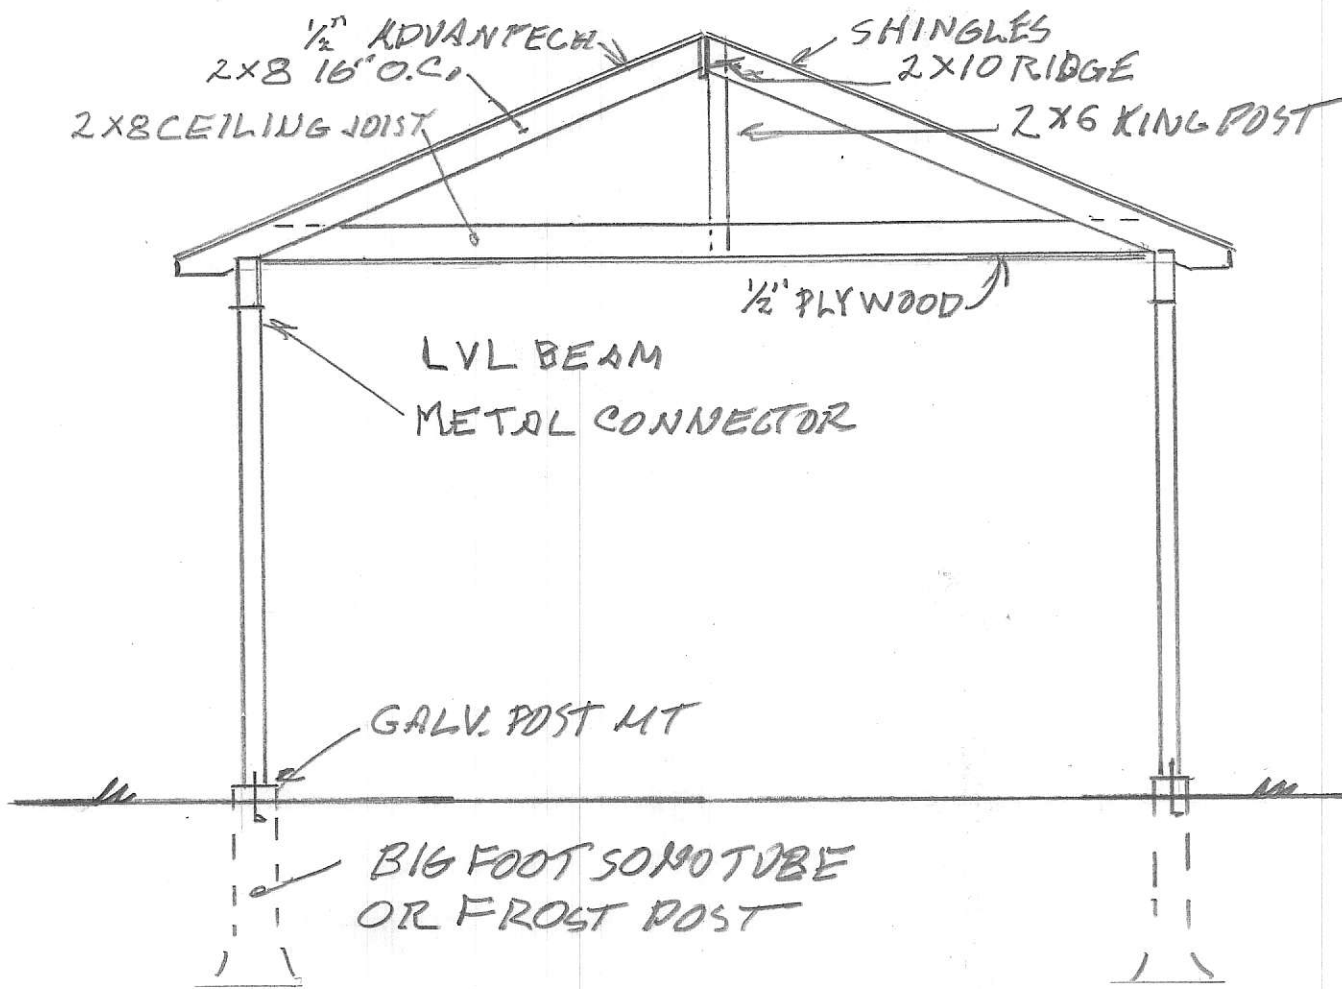 1/2" ADVANTECH
SHINGLES
2X8 16" O.C.
2X10 RIDGE
2X8 CEILING JOIST
2X6 KING POST
1/2" PLYWOOD
LVL BEAM
METAL CONNECTOR
GALV. POST MT
BIG FOOT SONOTUBE
OR FROST POST